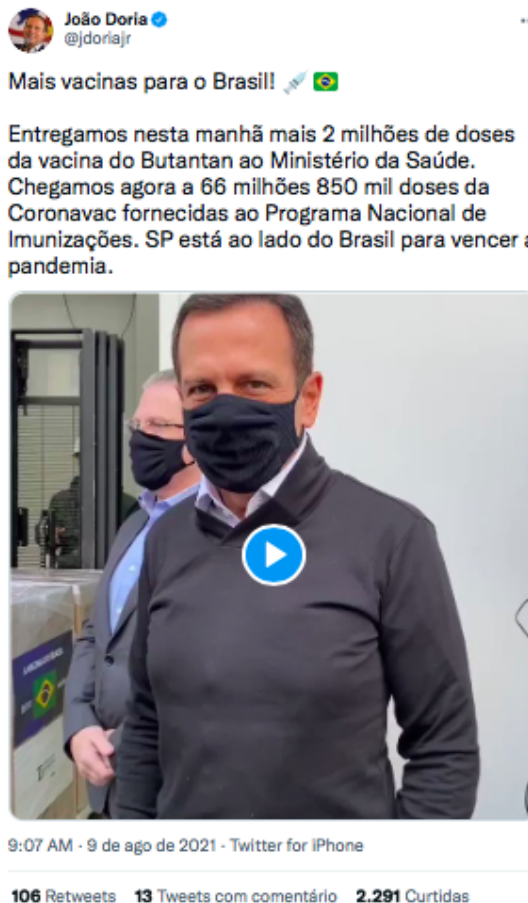 João Doria
@jdoriajr
Mais vacinas para o Brasil! 💉 🇧🇷
Entregamos nesta manhã mais 2 milhões de doses
da vacina do Butantan ao Ministério da Saúde.
Chegamos agora a 66 milhões 850 mil doses da
Coronavac fornecidas ao Programa Nacional de
Imunizações. SP está ao lado do Brasil para vencer a
pandemia.
9:07 AM · 9 de ago de 2021 · Twitter for iPhone
106 Retweets 13 Tweets com comentário 2.291 Curtidas